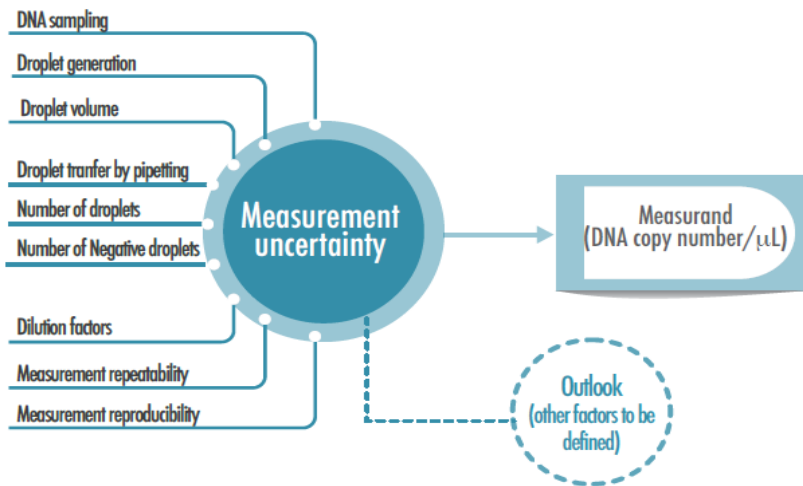 DNA sampling
Droplet generation
Droplet volume
Droplet tranfer by pipetting
Number of droplets
Number of Negative droplets
Dilution factors
Measurement repeatability
Measurement reproducibility
Measurement
uncertainty
Measurand
(DNA copy number/μL)
Outlook
(other factors to be
defined)